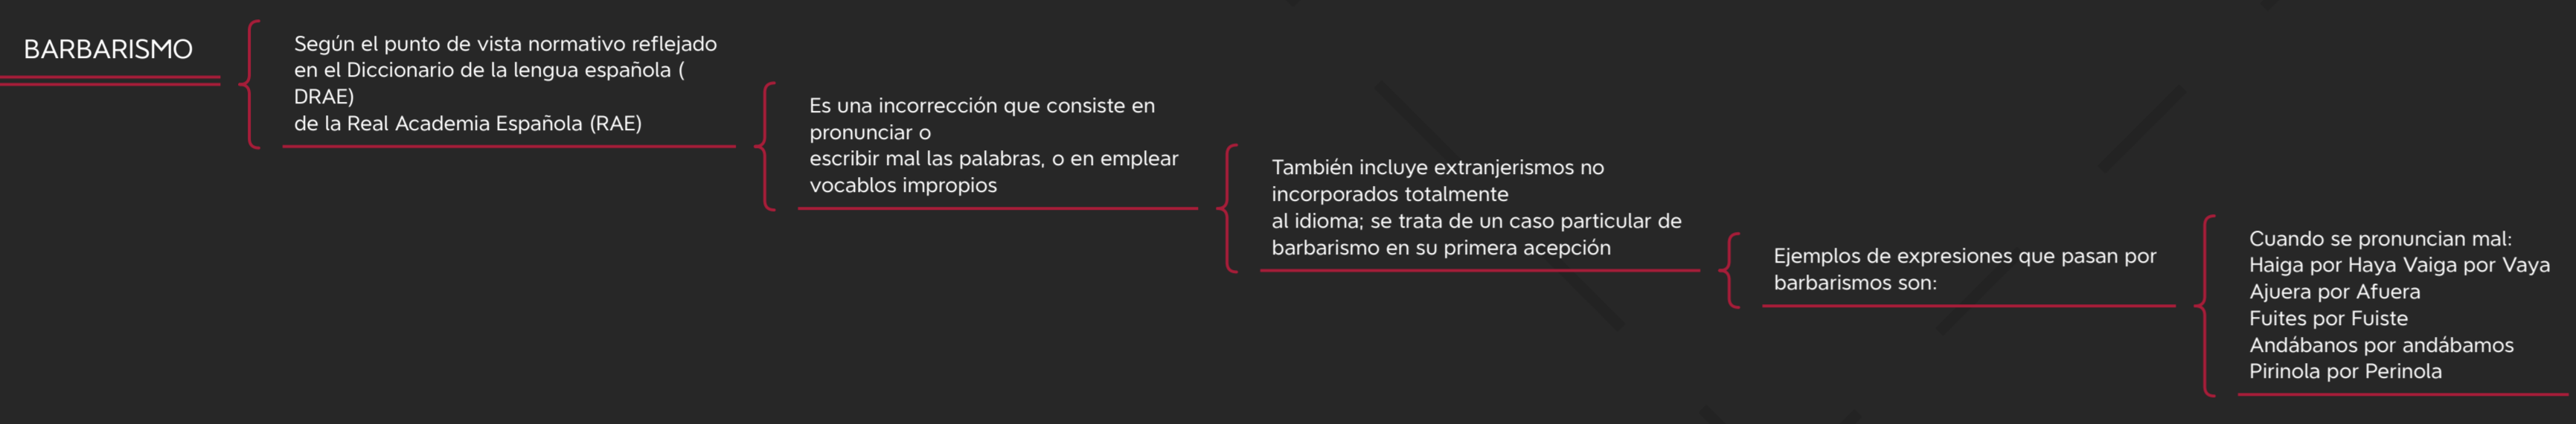 BARBARISMO
Según el punto de vista normativo reflejado
en el Diccionario de la lengua española (
DRAE)
de la Real Academia Española (RAE)
Es una incorrección que consiste en
pronunciar o
escribir mal las palabras, o en emplear
vocablos impropios
También incluye extranjerismos no
incorporados totalmente
al idioma; se trata de un caso particular de
barbarismo en su primera acepción
Ejemplos de expresiones que pasan por
barbarismos son:
Cuando se pronuncian mal:
Haiga por Haya Vaiga por Vaya
Ajuera por Afuera
Fuites por Fuiste
Andábanos por andábamos
Pirinola por Perinola